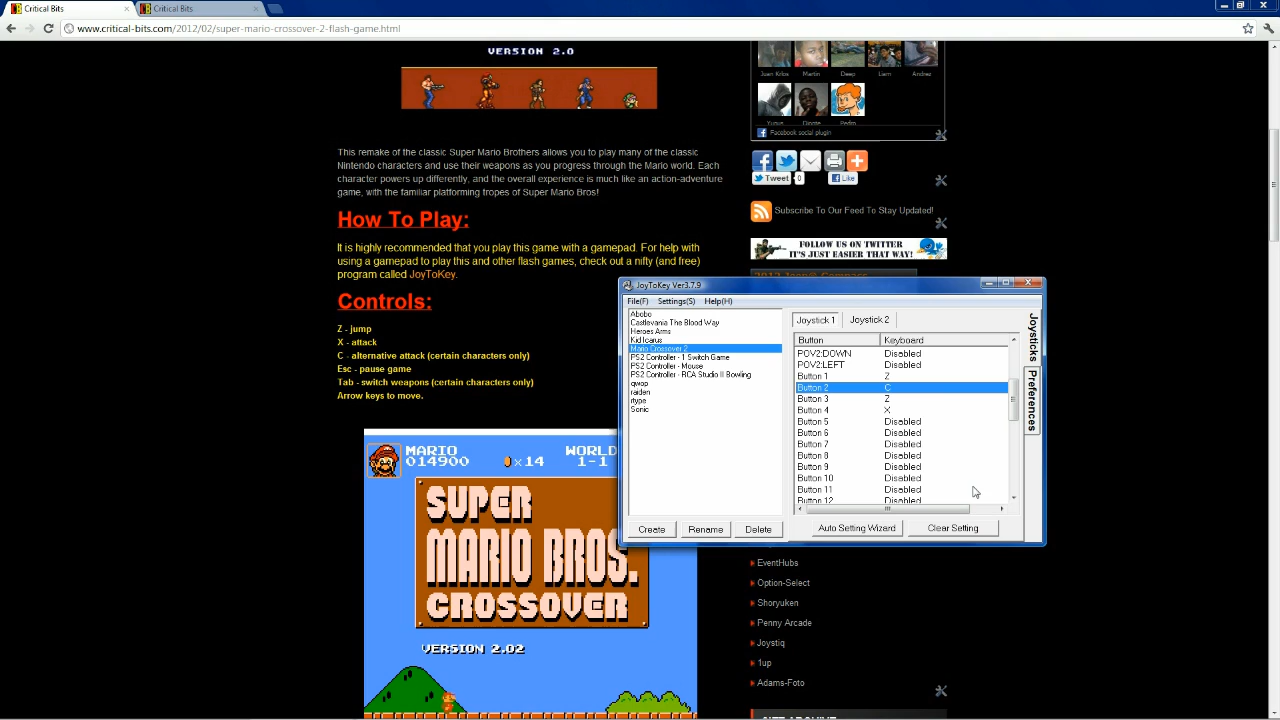 Critical Bits
Critical Bits
www.critical-bits.com/2012/02/super-mario-crossover-2-flash-game.html
VERSION 2.0
Juan Krlos
Martin
Deep
Liam
Andrez
Facebook social plugin
Tweet
0
Like
This remake of the classic Super Mario Brothers allows you to play many of the classic
Nintendo characters and use their weapons as you progress through the Mario world. Each
character powers up differently, and the overall experience is much like an action-adventure
game, with the familiar platforming tropes of Super Mario Bros!
Subscribe To Our Feed To Stay Updated!
How To Play:
FOLLOW US ON TWITTER
IT'S JUST EASIER THAT WAY!
It is highly recommended that you play this game with a gamepad. For help with
using a gamepad to play this and other flash games, check out a nifty (and free)
program called JoyToKey.
Controls:
Z - jump
X - attack
C - alternative attack (certain characters only)
Esc - pause game
Tab - switch weapons (certain characters only)
Arrow keys to move.
JoyToKey Ver3.7.9
File(F)
Settings(S)
Help(H)
Abobo
Castlevania The Blood Way
Heroes Arms
Kid Icarus
Mario Crossover 2
PS2 Controller - 1 Switch Game
PS2 Controller - Mouse
PS2 Controller - RCA Studio II Bowling
qwop
raiden
rtype
Sonic
Create
Rename
Delete
Joystick 1
Joystick 2
Button
Keyboard
POV2:DOWN
Disabled
POV2:LEFT
Disabled
Button 1
Z
Button 2
C
Button 3
Z
Button 4
X
Button 5
Disabled
Button 6
Disabled
Button 7
Disabled
Button 8
Disabled
Button 9
Disabled
Button 10
Disabled
Button 11
Disabled
Button 12
Disabled
Auto Setting Wizard
Clear Setting
Joysticks
Preferences
MARIO
014900
×14
WORLD
1-1
SUPER
MARIO BROS.
CROSSOVER
VERSION 2.02
EventHubs
Option-Select
Shoryuken
Penny Arcade
Joystiq
1up
Adams-Foto